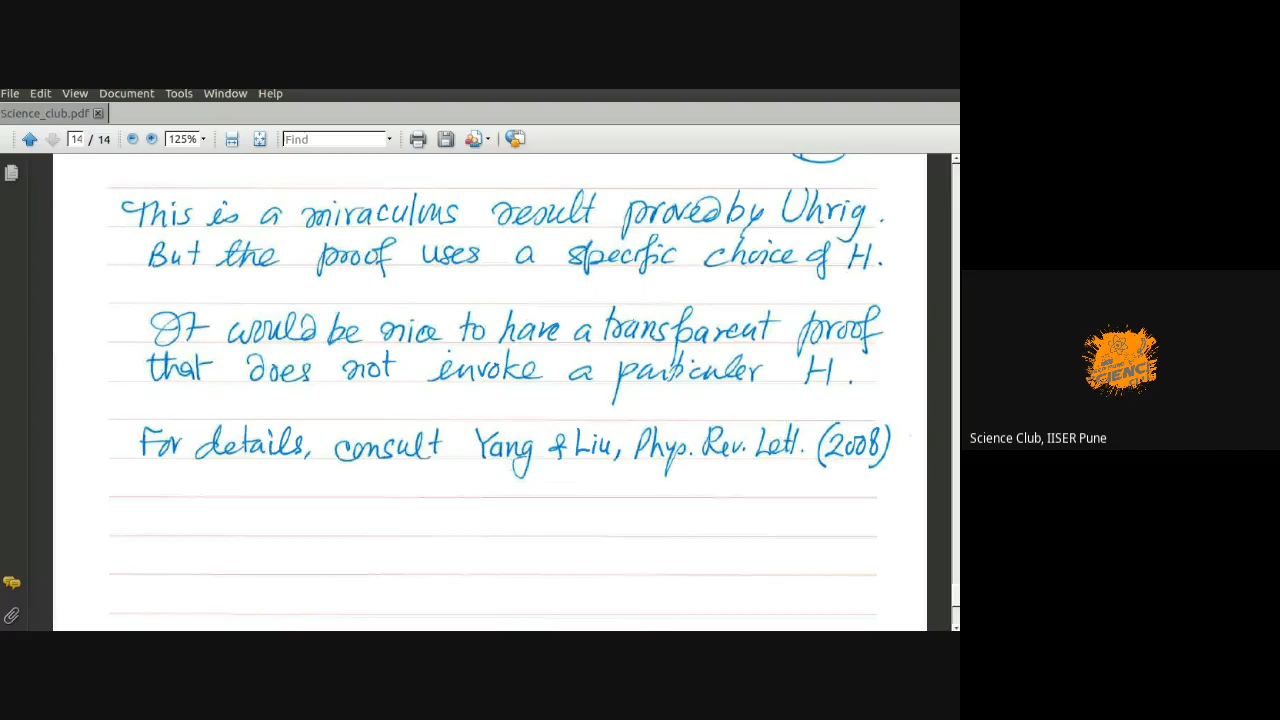 File Edit View Document Tools Window Help
Science_club.pdf
14 / 14 125% Find
This is a miraculous result proved by Uhrig.
But the proof uses a specific choice of H.
It would be nice to have a transparent proof
that does not invoke a particuler H.
For details, consult Yang & Liu, Phys. Rev. Lett. (2008)
SCIENCE
Science Club, IISER Pune